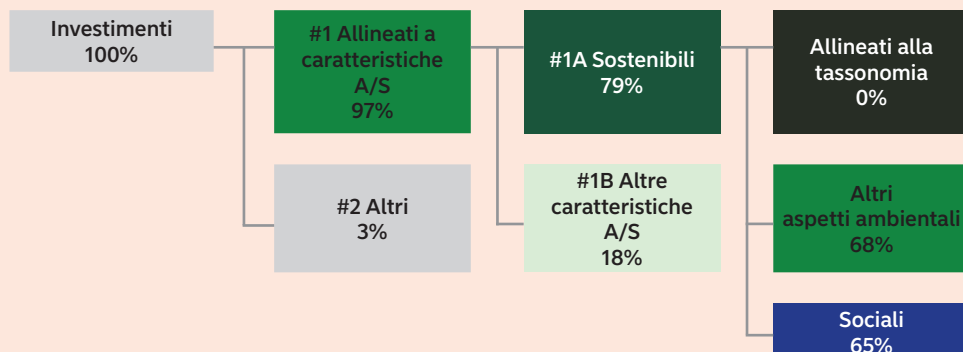 Investimenti
100%
#1 Allineati a
caratteristiche
A/S
97%
#1A Sostenibili
79%
Allineati alla
tassonomia
0%
#2 Altri
3%
#1B Altre
caratteristiche
A/S
18%
Altri
aspetti ambientali
68%
Sociali
65%